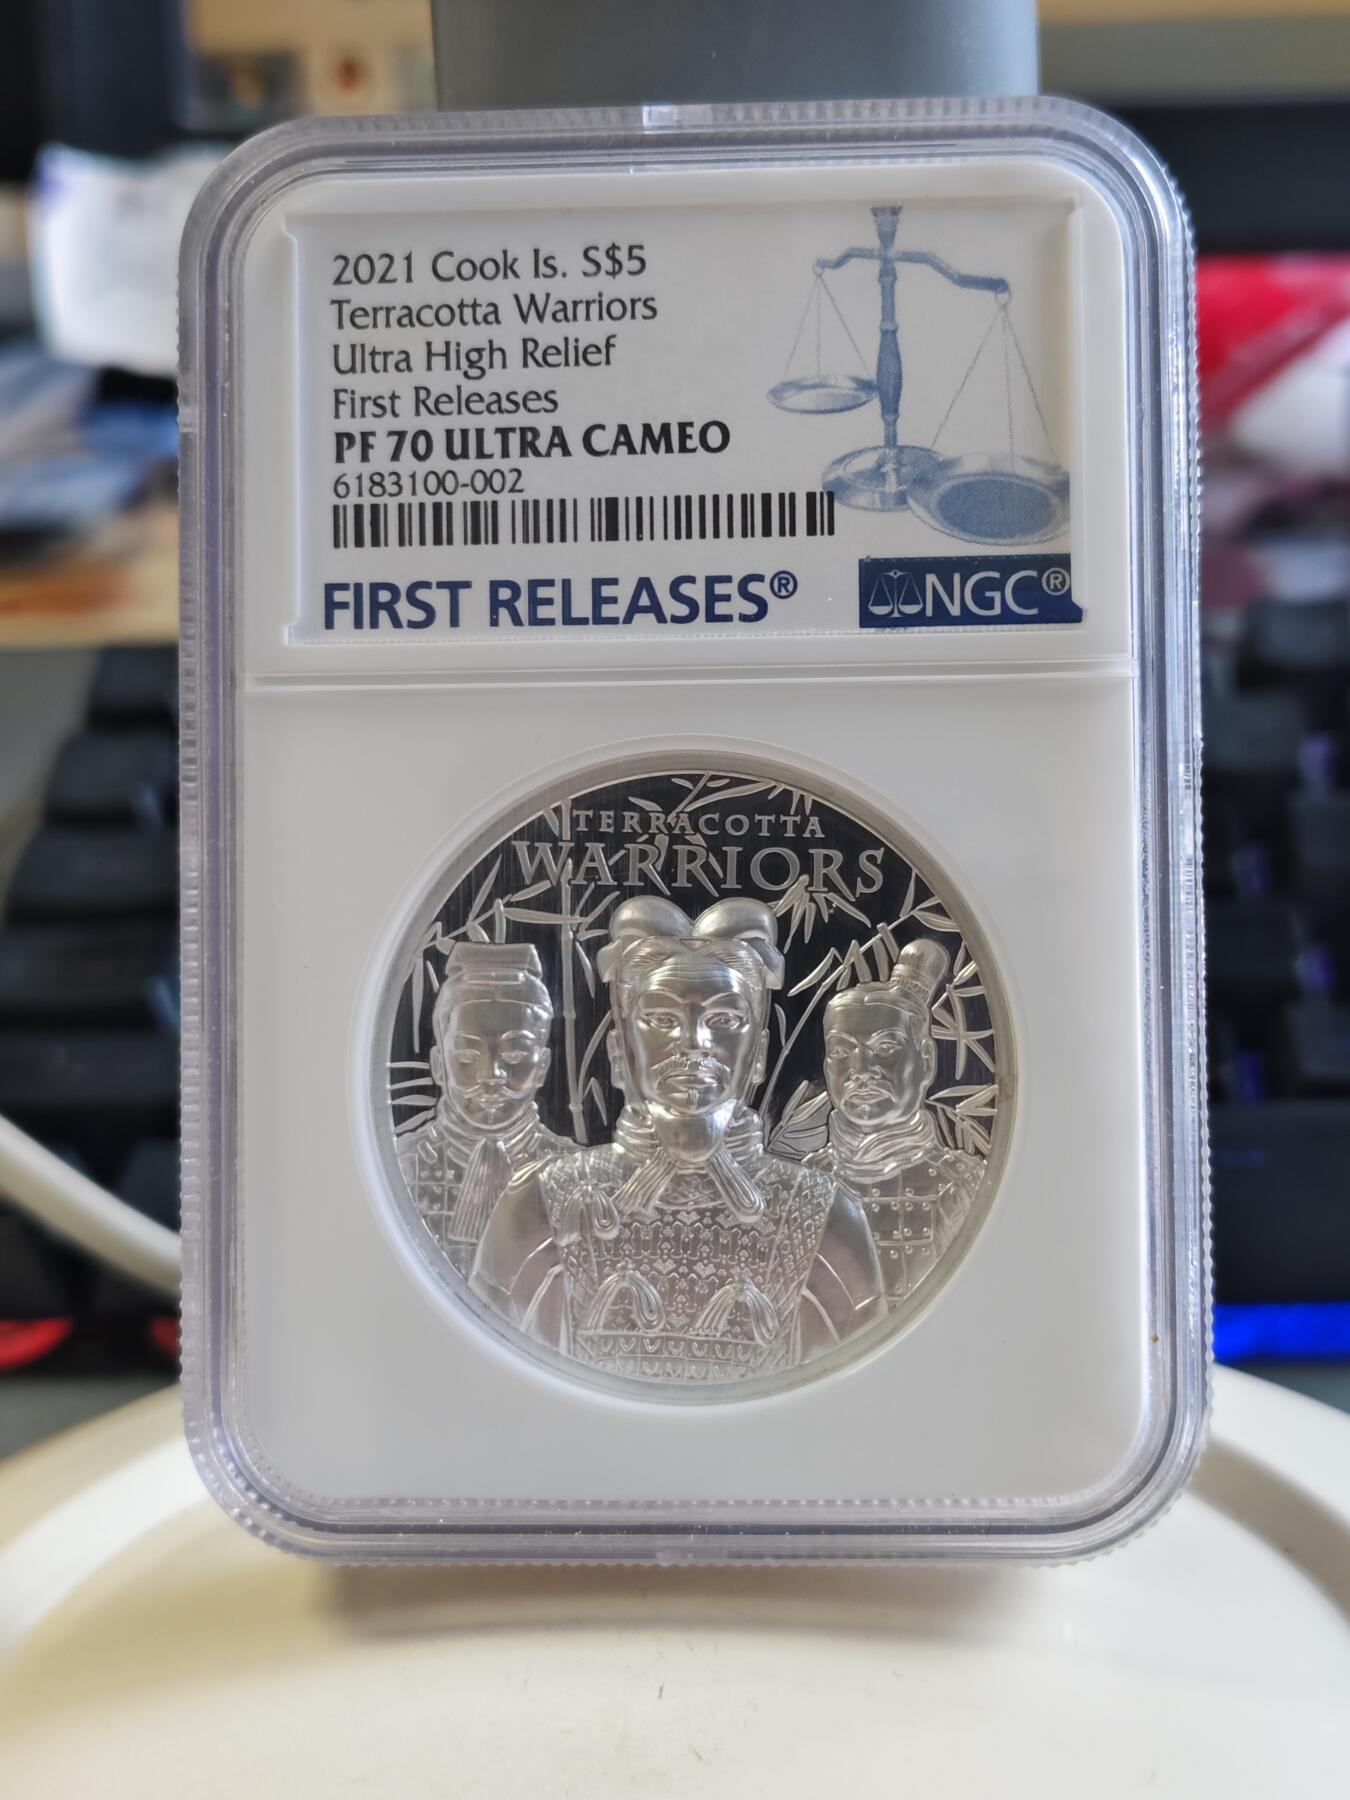 2021 Cook Is. S$5
Terracotta Warriors
Ultra High Relief
First Releases
PF 70 ULTRA CAMEO
6183100-002
FIRST RELEASES®
NGC®
TERRACOTTA
WARRIORS